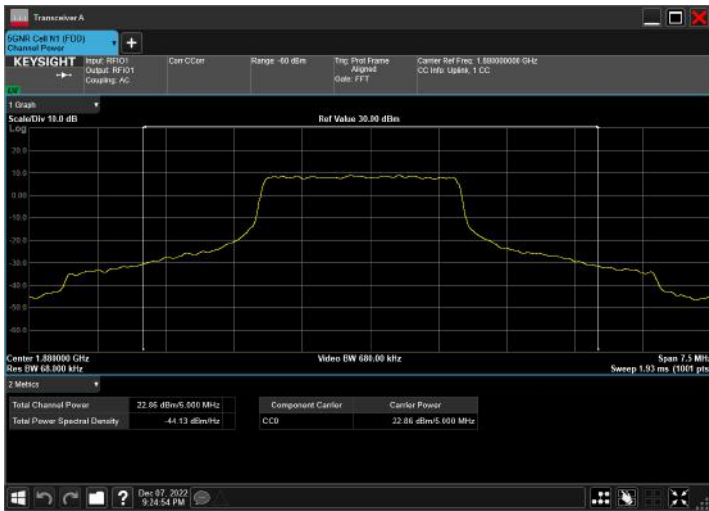 Transceiver A
5GNR Cell N1 (FDD)
Channel Power
KEYSIGHT
Input: RFIO1
Output: RFIO1
Coupling: AC
Corr CCorr
Range: -60 dBm
Trig: Prot Frame
Aligned
Gate: FFT
Carrier Ref Freq: 1.880000000 GHz
CC Info: Uplink, 1 CC
1 Graph
Scale/Div 10.0 dB
Ref Value 30.00 dBm
Log
20.0
10.0
0.00
-10.0
-20.0
-30.0
-40.0
-50.0
-60.0
Center 1.880000 GHz
Res BW 68.000 kHz
Video BW 680.00 kHz
Span 7.5 MHz
Sweep 1.93 ms (1001 pts
2 Metrics
Total Channel Power 22.86 dBm/5.000 MHz
Total Power Spectral Density -44.13 dBm/Hz
Component Carrier Carrier Power
CC0 22.86 dBm/5.000 MHz
Dec 07, 2022
9:24:54 PM